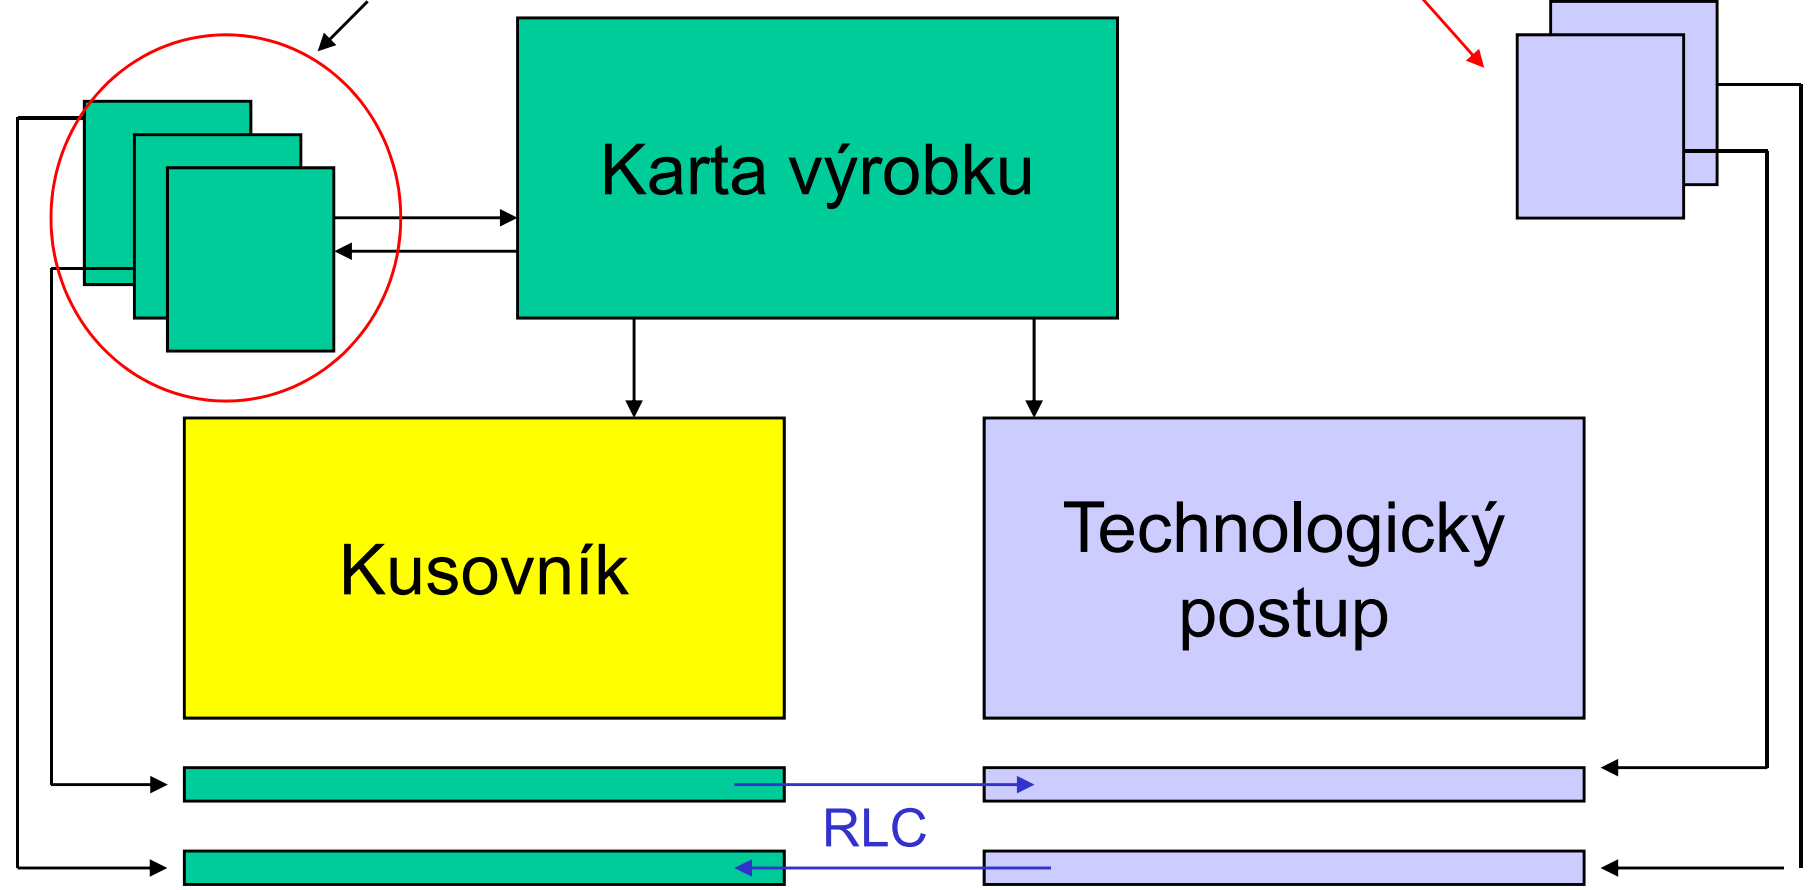 Karta výrobku
Kusovník
Technologický
postup
RLC